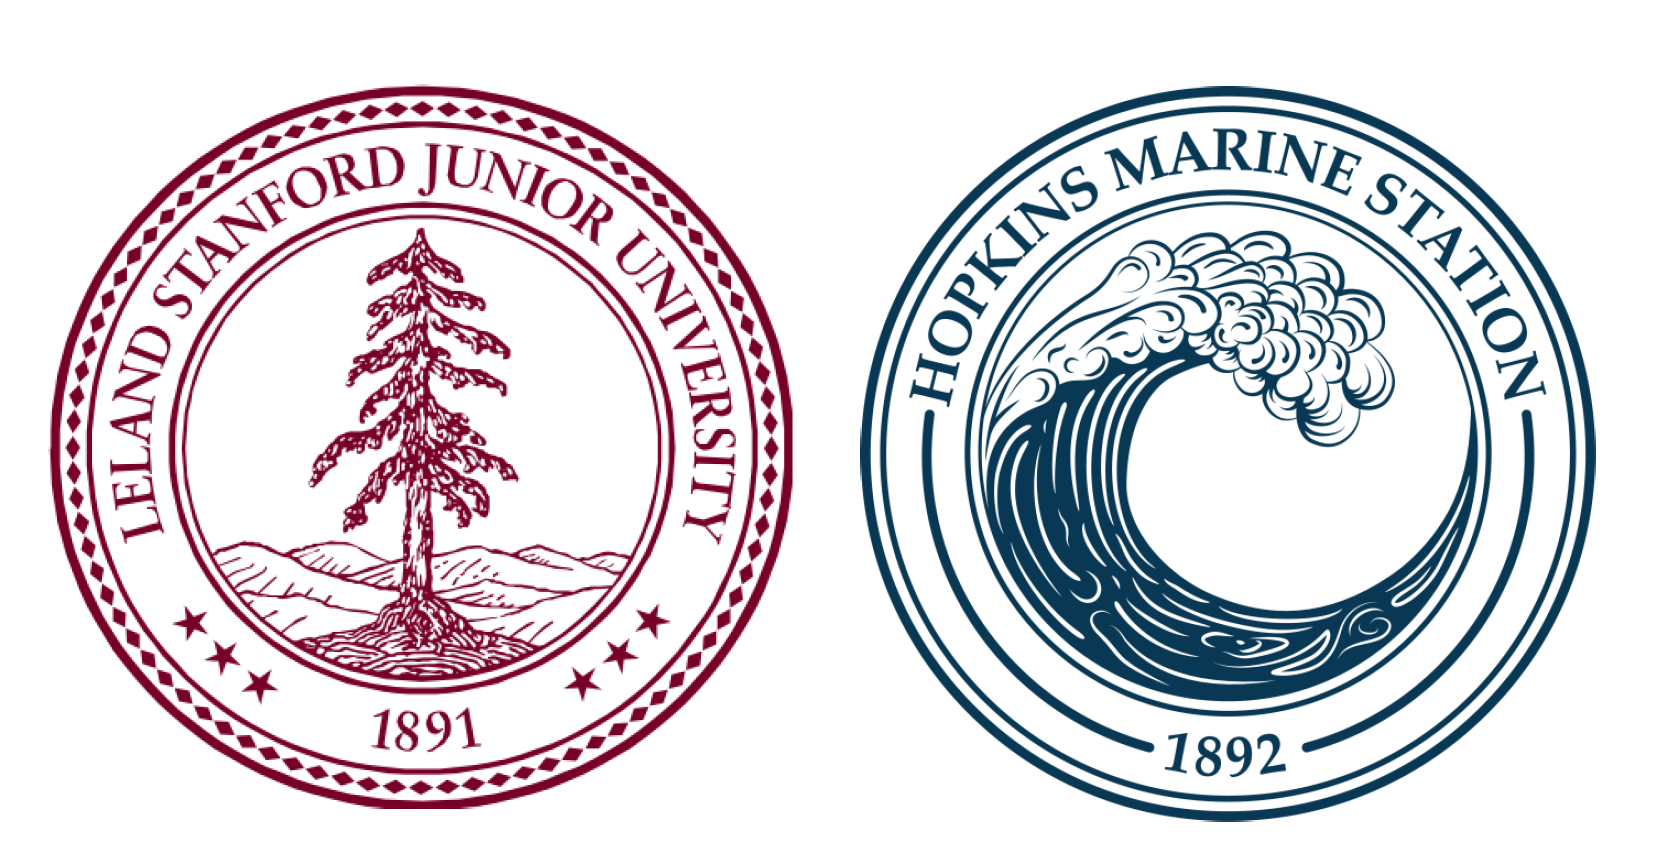 LELAND STANFORD JUNIOR UNIVERSITY
1891
HOPKINS MARINE STATION
1892